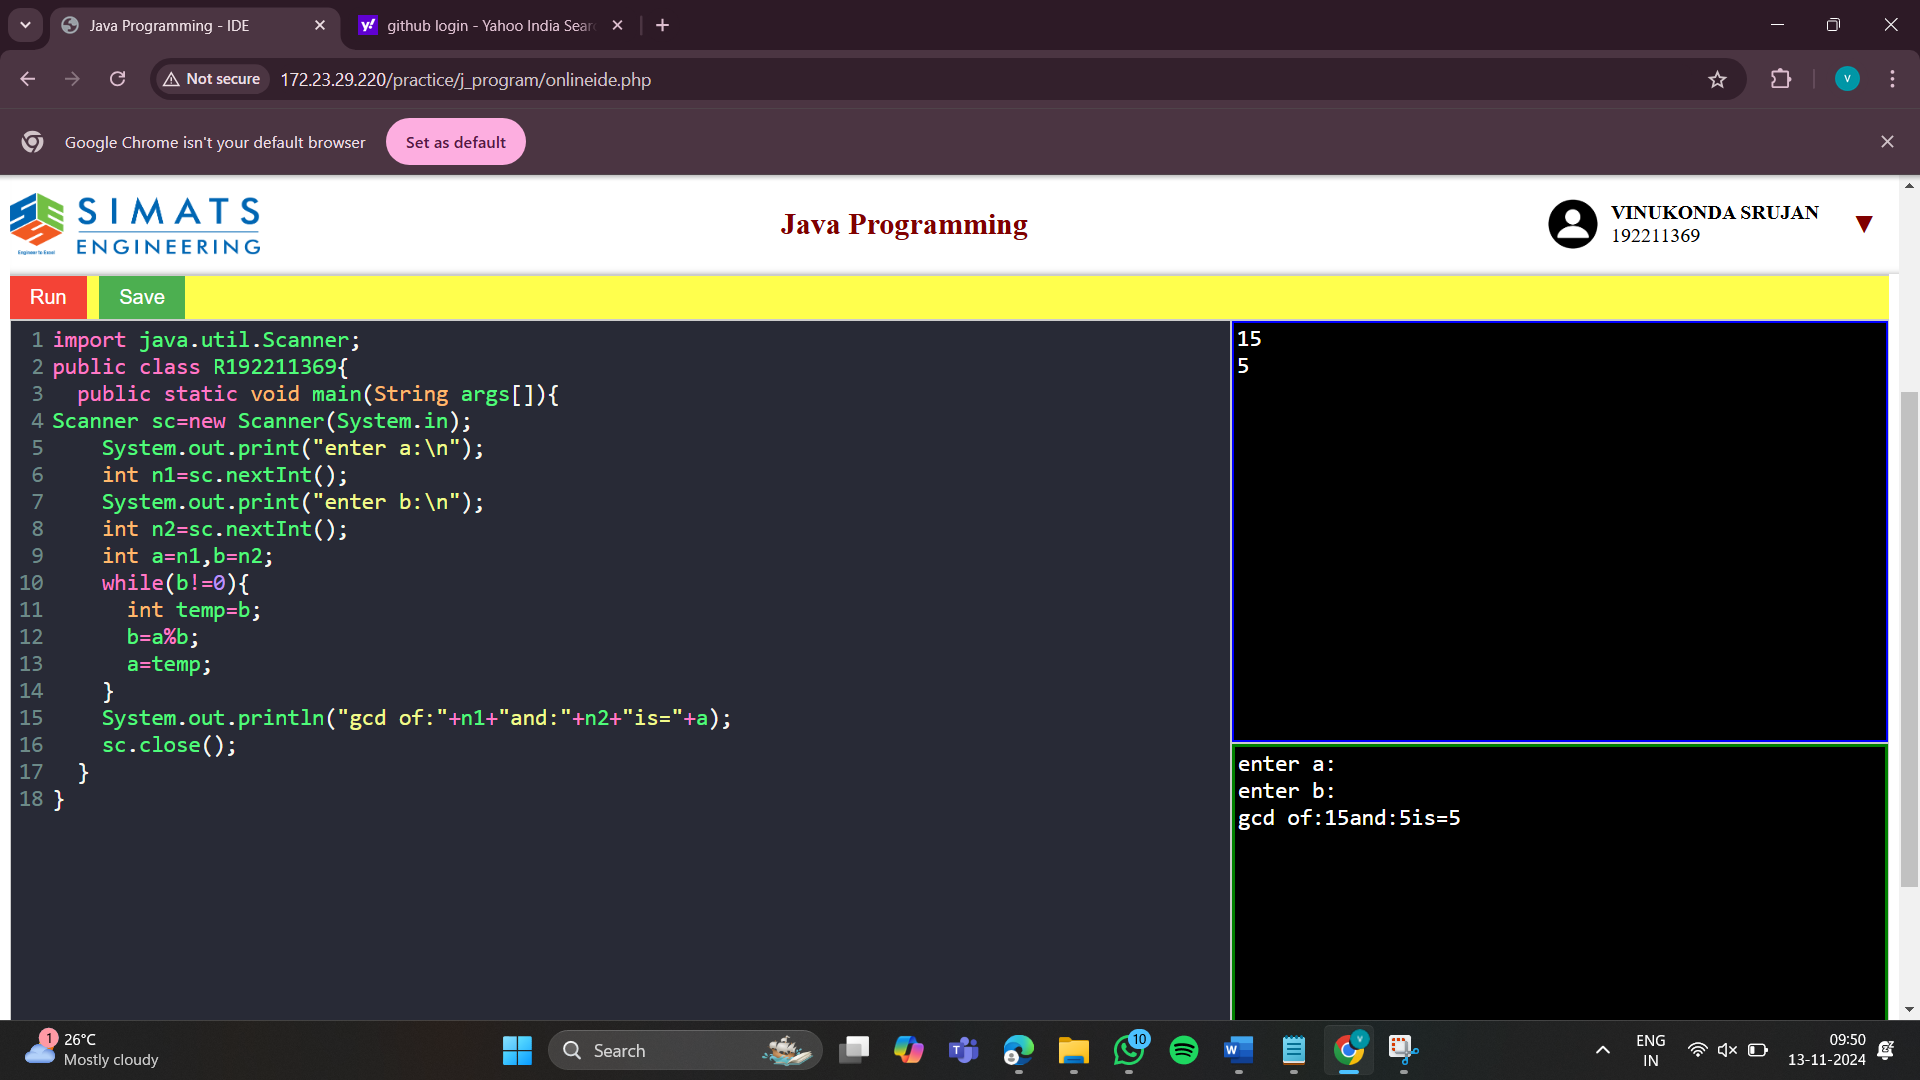 Java Programming - IDE
github login - Yahoo India Sear
Not secure
172.23.29.220/practice/j_program/onlineide.php
V
Google Chrome isn't your default browser
Set as default
SIMATS
ENGINEERING
Engineer to Excel
Java Programming
VINUKONDA SRUJAN
192211369
Run
Save
1 import java.util.Scanner;
2 public class R192211369{
3   public static void main(String args[]){
4 Scanner sc=new Scanner(System.in);
5     System.out.print("enter a:\n");
6     int n1=sc.nextInt();
7     System.out.print("enter b:\n");
8     int n2=sc.nextInt();
9     int a=n1,b=n2;
10     while(b!=0){
11       int temp=b;
12       b=a%b;
13       a=temp;
14     }
15     System.out.println("gcd of:"+n1+"and:"+n2+"is="+a);
16     sc.close();
17   }
18 }
15
5
enter a:
enter b:
gcd of:15and:5is=5
1
26°C
Mostly cloudy
Search
10
ENG
IN
09:50
13-11-2024